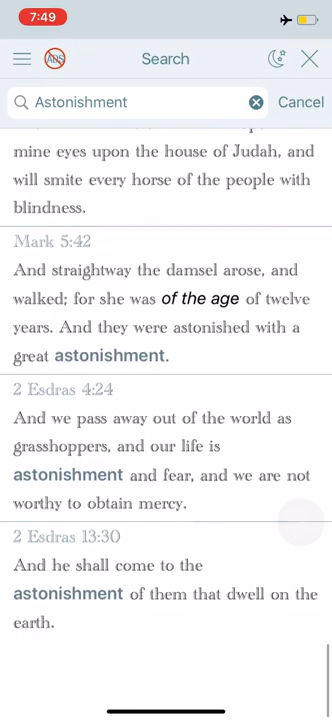 7:49
ADS
Search
Astonishment
Cancel
mine eyes upon the house of Judah, and
will smite every horse of the people with
blindness.
Mark 5:42
And straightway the damsel arose, and
walked; for she was of the age of twelve
years. And they were astonished with a
great astonishment.
2 Esdras 4:24
And we pass away out of the world as
grasshoppers, and our life is
astonishment and fear, and we are not
worthy to obtain mercy.
2 Esdras 13:30
And he shall come to the
astonishment of them that dwell on the
earth.